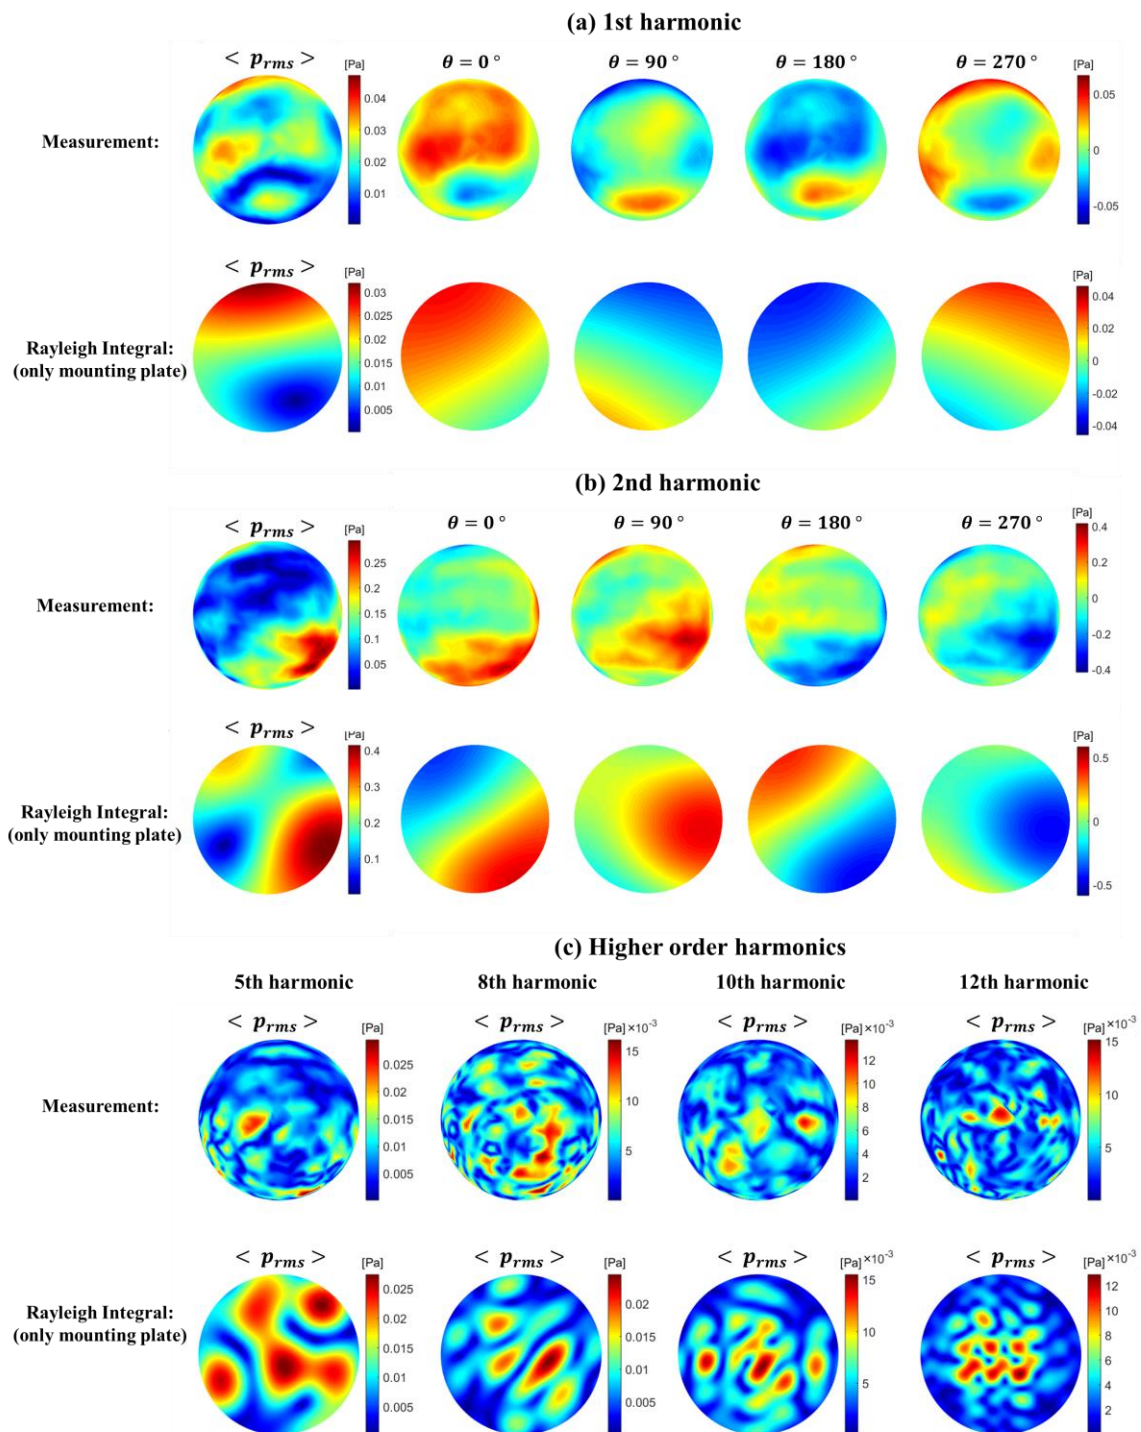 (a) 1st harmonic
< p_rms > θ = 0° θ = 90° θ = 180° θ = 270°
[Pa] [Pa]
Measurement:
0.04 0.03 0.02 0.01
0.05 0 -0.05
< p_rms >
[Pa] [Pa]
Rayleigh Integral:
(only mounting plate)
0.03 0.025 0.02 0.015 0.01 0.005
0.04 0.02 0 -0.02 -0.04
(b) 2nd harmonic
< p_rms > θ = 0° θ = 90° θ = 180° θ = 270°
[Pa] [Pa]
Measurement:
0.25 0.2 0.15 0.1 0.05
0.4 0.2 0 -0.2 -0.4
< p_rms >
[Pa] [Pa]
Rayleigh Integral:
(only mounting plate)
0.4 0.3 0.2 0.1
0.5 0 -0.5
(c) Higher order harmonics
5th harmonic 8th harmonic 10th harmonic 12th harmonic
< p_rms > < p_rms > < p_rms > < p_rms >
[Pa] [Pa] ×10⁻³ [Pa] ×10⁻³ [Pa] ×10⁻³
Measurement:
0.025 0.02 0.015 0.01 0.005
15 10 5
12 10 8 6 4 2
15 10 5
< p_rms > < p_rms > < p_rms > < p_rms >
[Pa] [Pa] [Pa] ×10⁻³ [Pa] ×10⁻³
Rayleigh Integral:
(only mounting plate)
0.025 0.02 0.015 0.01 0.005
0.02 0.015 0.01 0.005
15 10 5
12 10 8 6 4 2